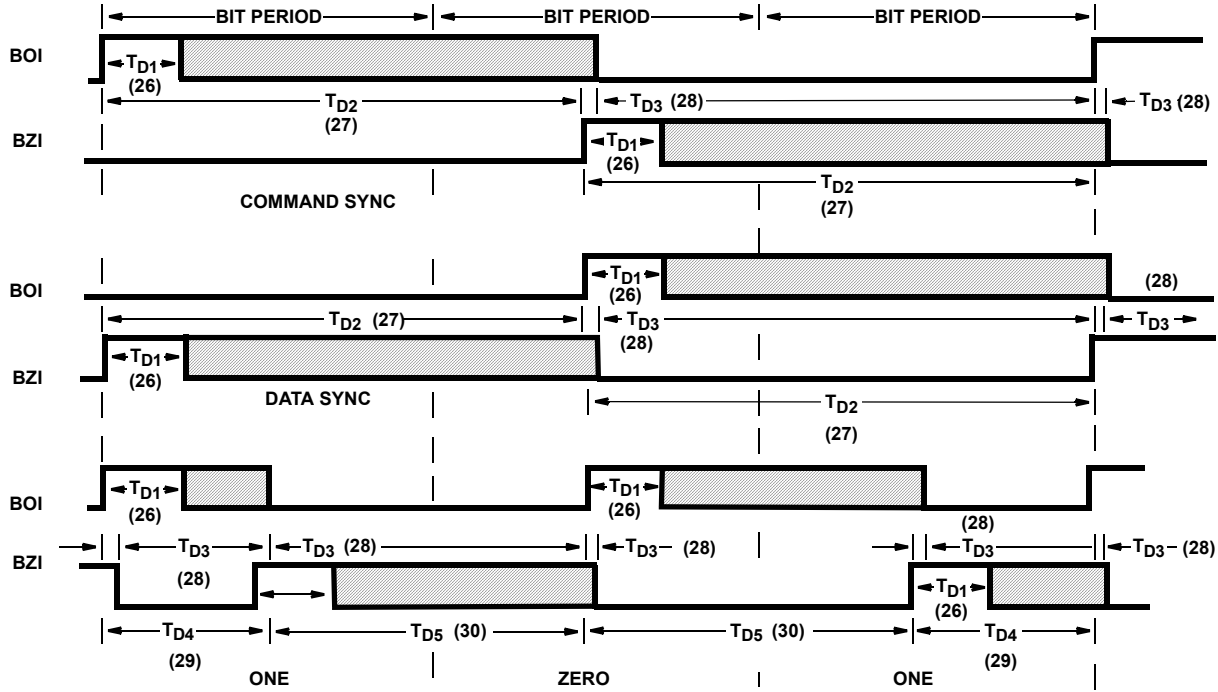 BIT PERIOD BIT PERIOD BIT PERIOD
BOI
TD1
(26)
TD2
(27)
TD3 (28)
TD3 (28)
BZI
TD1
(26)
TD2
(27)
COMMAND SYNC
BOI
TD1
(26)
(28)
TD2 (27)
TD3
(28)
TD3
BZI
TD1
(26)
DATA SYNC
TD2
(27)
BOI
TD1
(26)
TD1
(26)
(28)
BZI
TD3
(28)
TD3 (28)
TD3 (28)
TD3
TD3 (28)
TD1
(26)
TD4
(29)
TD5 (30)
TD5 (30)
TD4
(29)
ONE ZERO ONE